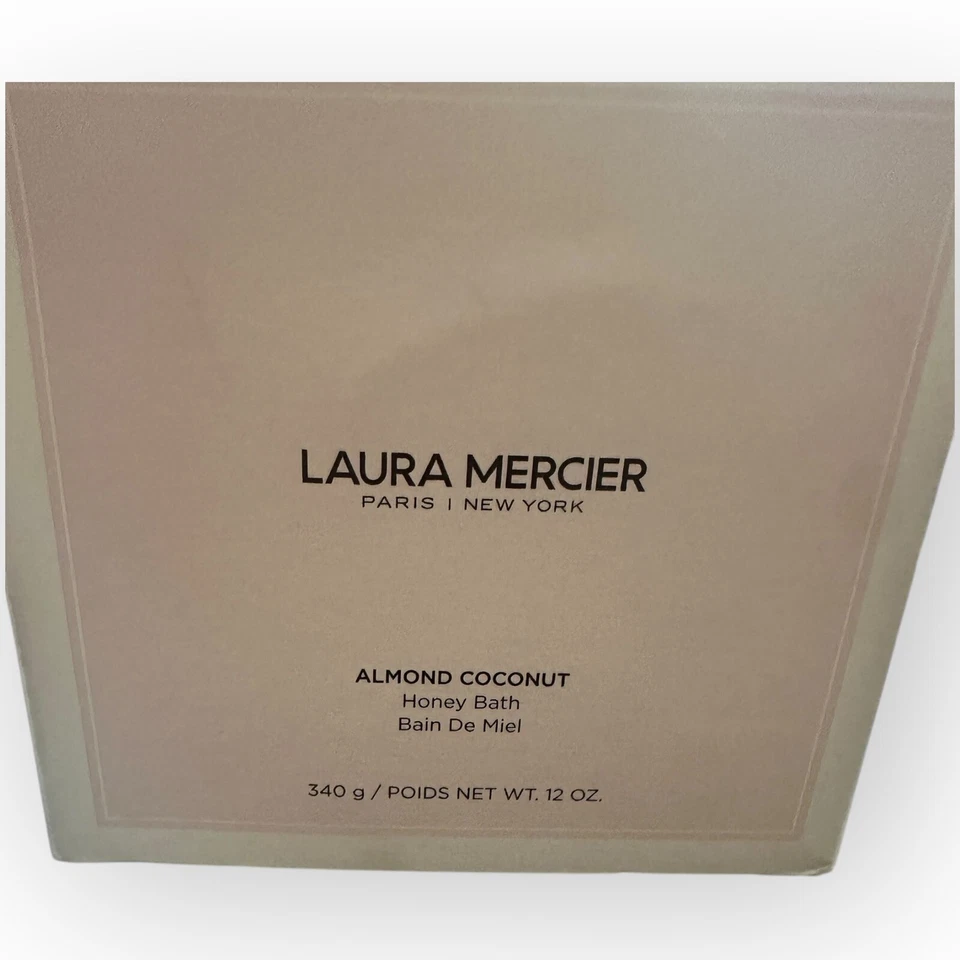 LAURA MERCIER
PARIS | NEW YORK
ALMOND COCONUT
Honey Bath
Bain De Miel
340 g / POIDS NET WT. 12 OZ.